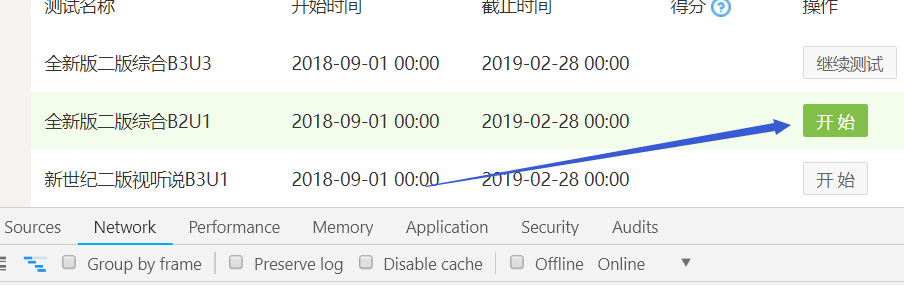 测试名称 开始时间 截止时间 得分 ? 操作
全新版二版综合B3U3 2018-09-01 00:00 2019-02-28 00:00 继续测试
全新版二版综合B2U1 2018-09-01 00:00 2019-02-28 00:00 开 始
新世纪二版视听说B3U1 2018-09-01 00:00 2019-02-28 00:00 开 始
Sources Network Performance Memory Application Security Audits
Group by frame Preserve log Disable cache Offline Online